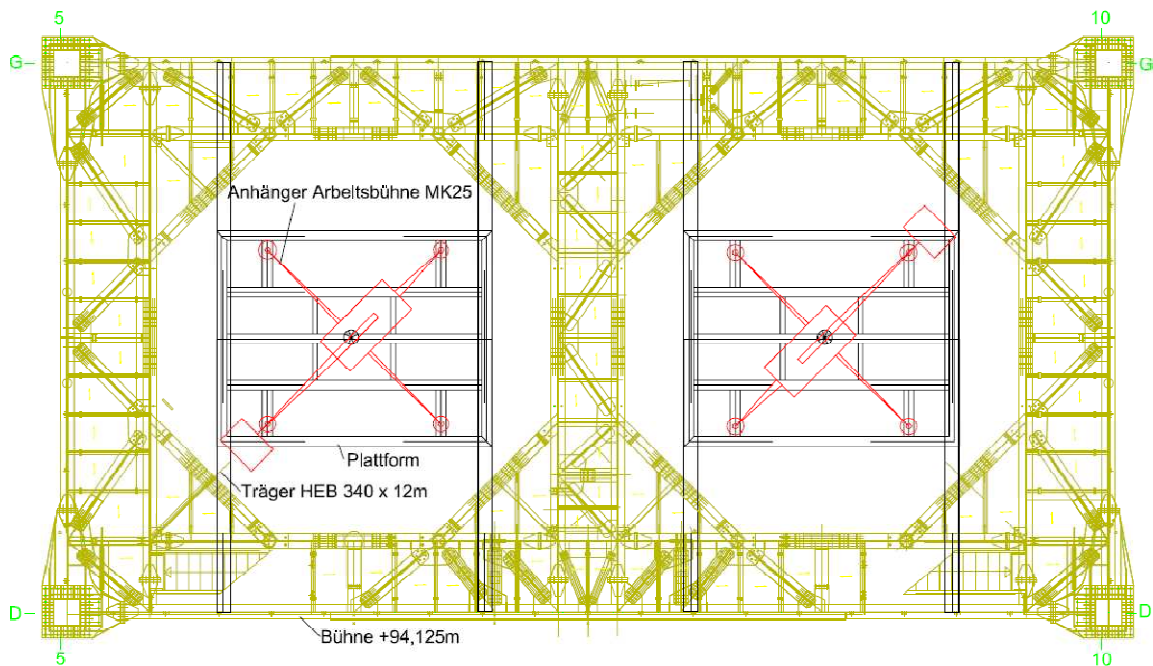 5
10
G
G
Anhänger Arbeitsbühne MK25
Plattform
Träger HEB 340 x 12m
D
D
Bühne +94,125m
5
10